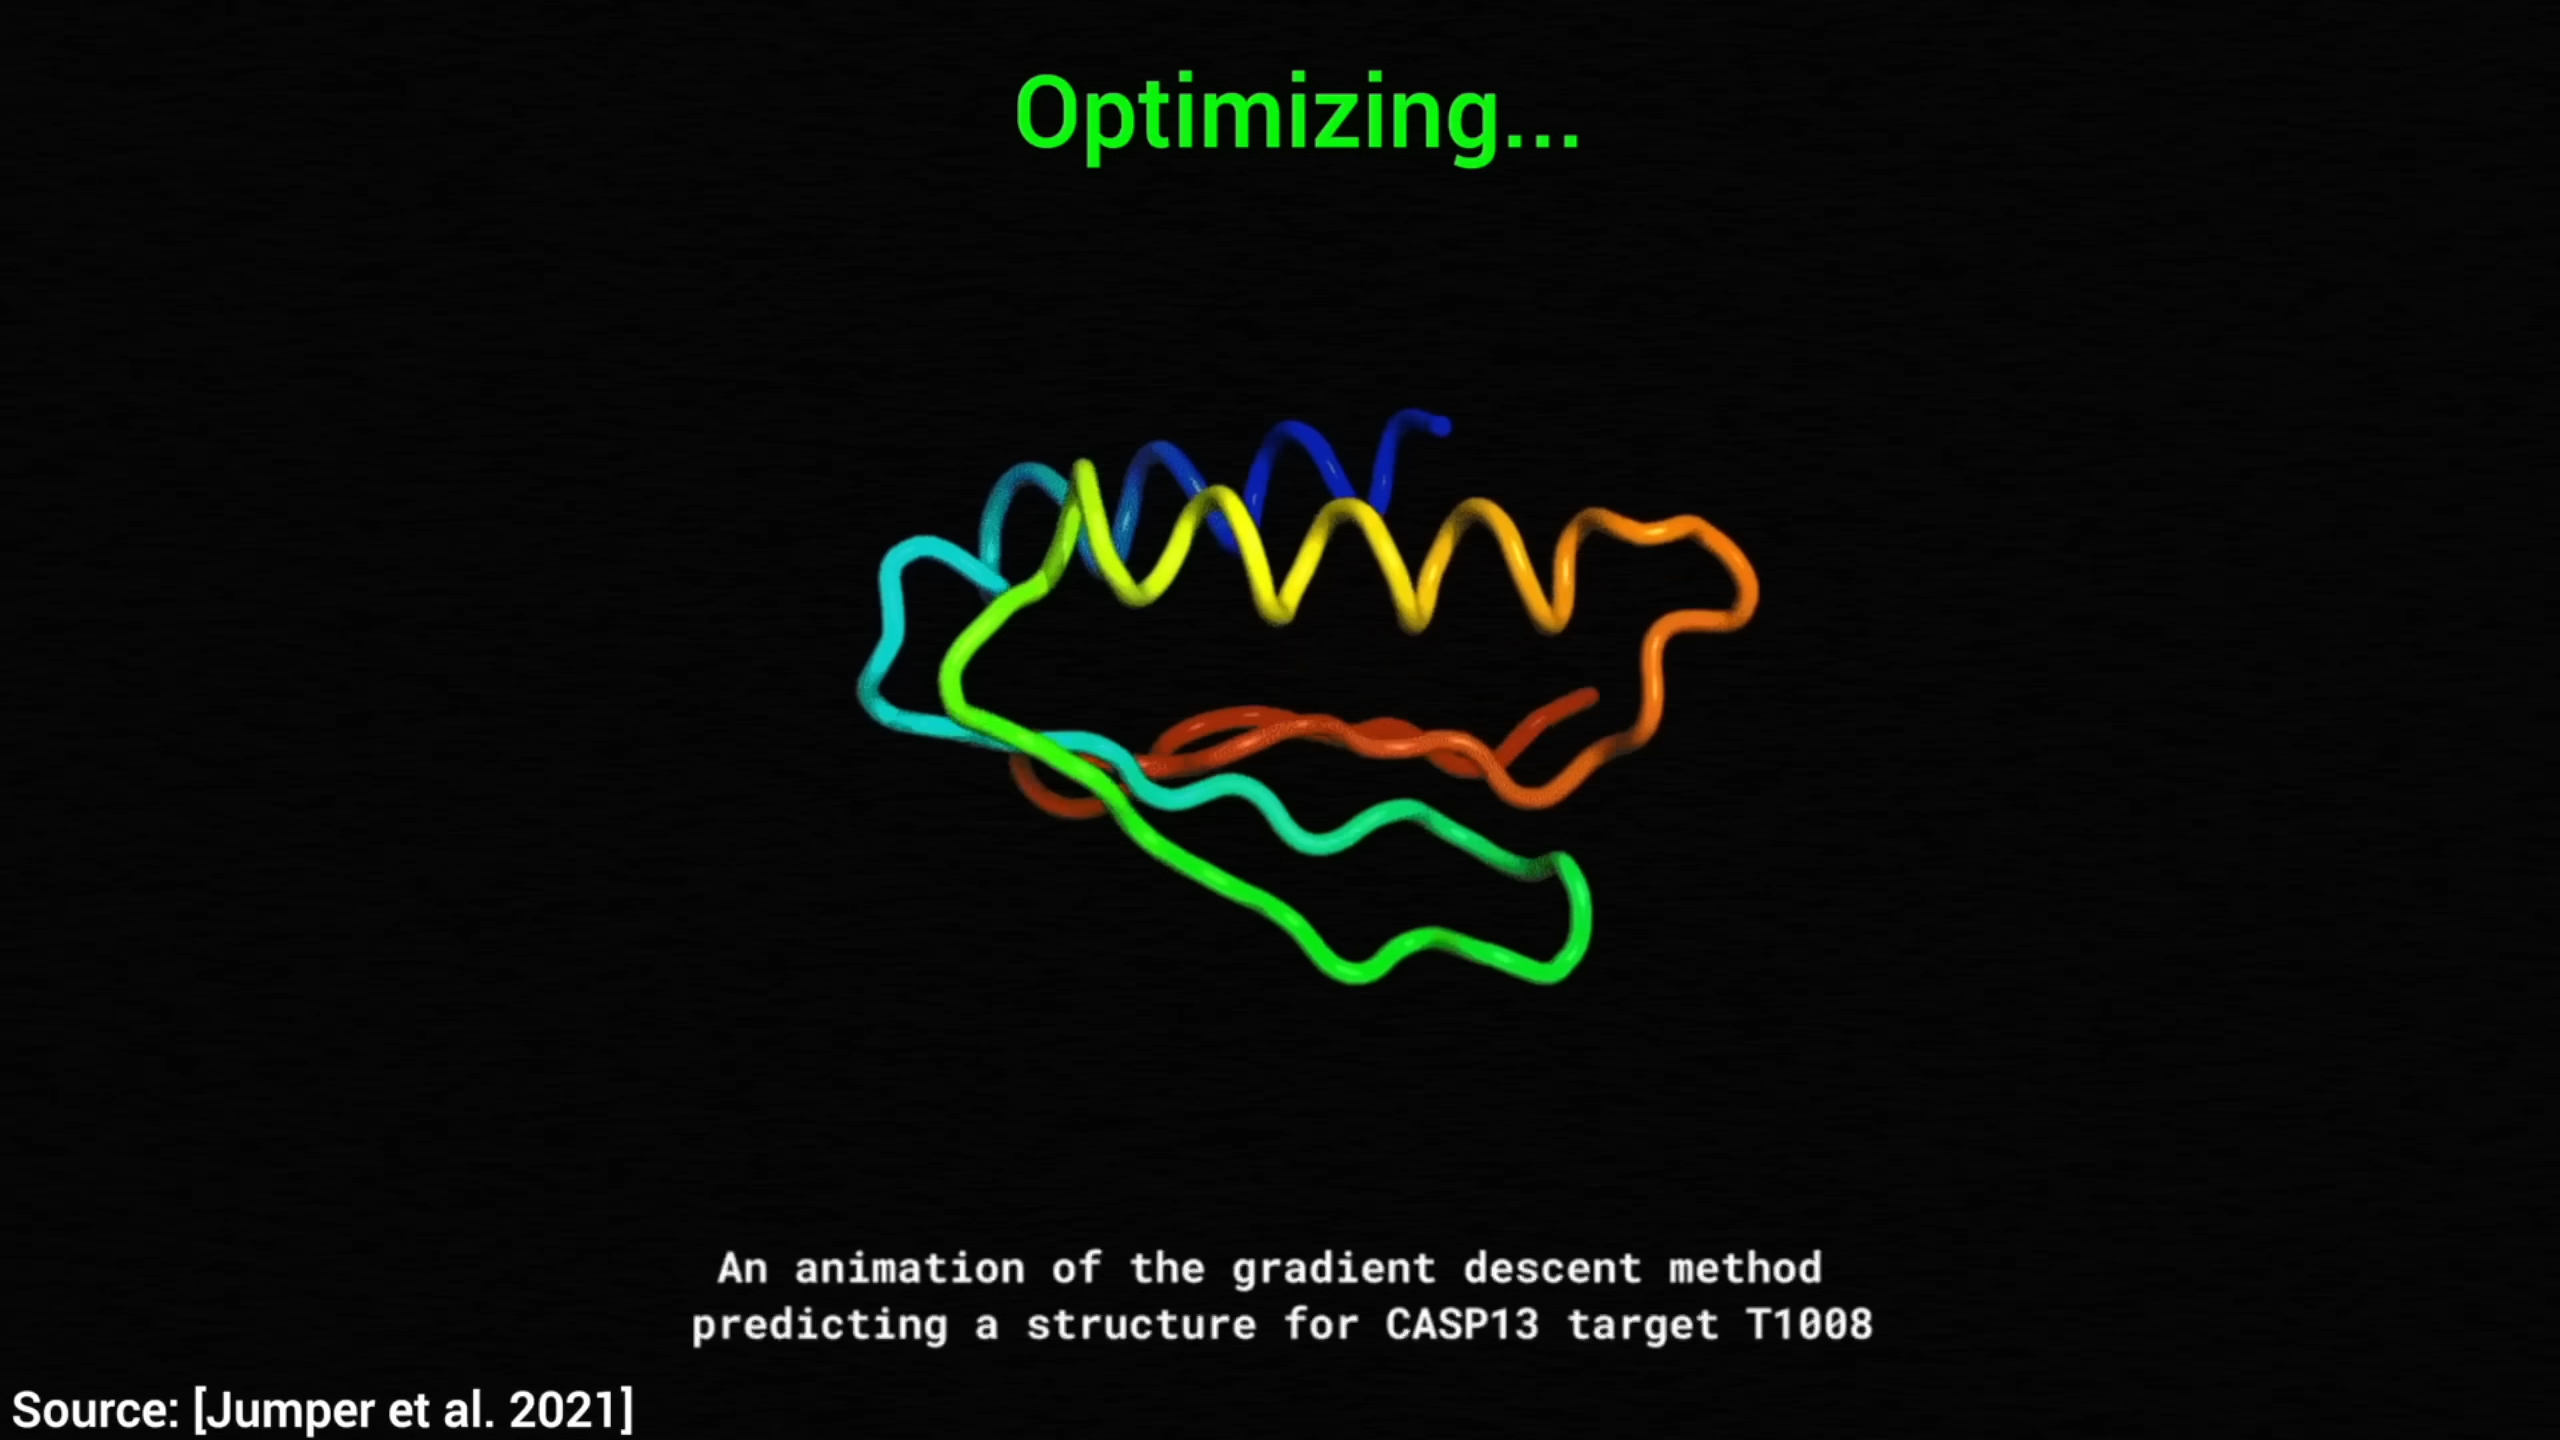 Optimizing...
An animation of the gradient descent method
predicting a structure for CASP13 target T1008
Source: [Jumper et al. 2021]